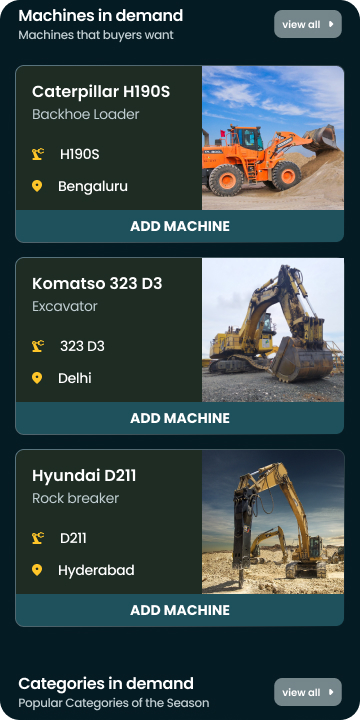 Machines in demand
view all
Machines that buyers want
Caterpillar H190S
Backhoe Loader
H190S
Bengaluru
ADD MACHINE
Komatso 323 D3
Excavator
323 D3
Delhi
ADD MACHINE
Hyundai D211
Rock breaker
D211
Hyderabad
ADD MACHINE
Categories in demand
view all
Popular Categories of the Season